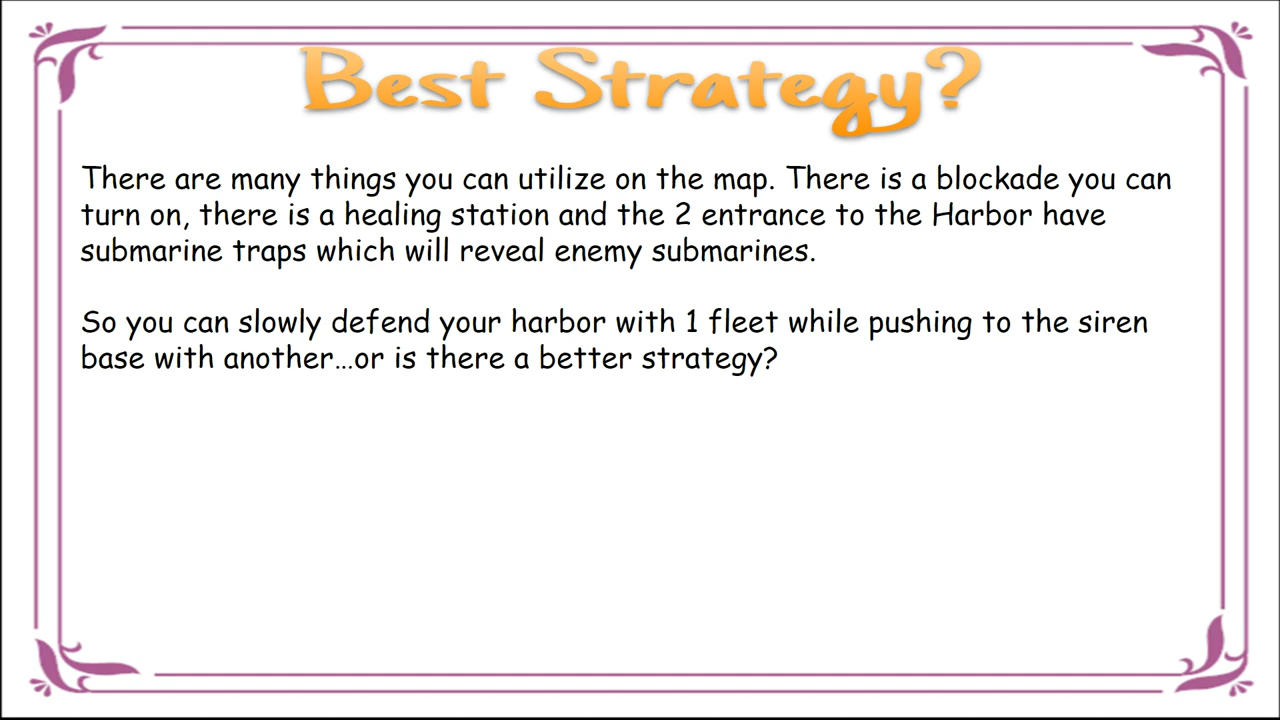 Best Strategy?
There are many things you can utilize on the map. There is a blockade you can
turn on, there is a healing station and the 2 entrance to the Harbor have
submarine traps which will reveal enemy submarines.
So you can slowly defend your harbor with 1 fleet while pushing to the siren
base with another...or is there a better strategy?